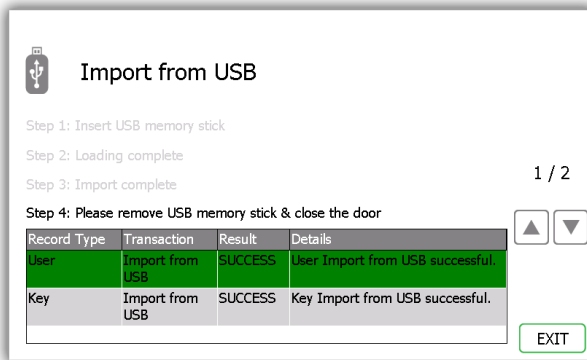 Import from USB
Step 1: Insert USB memory stick
Step 2: Loading complete
Step 3: Import complete
1 / 2
Step 4: Please remove USB memory stick & close the door
Record Type Transaction Result Details
User Import from USB SUCCESS User Import from USB successful.
Key Import from USB SUCCESS Key Import from USB successful.
EXIT